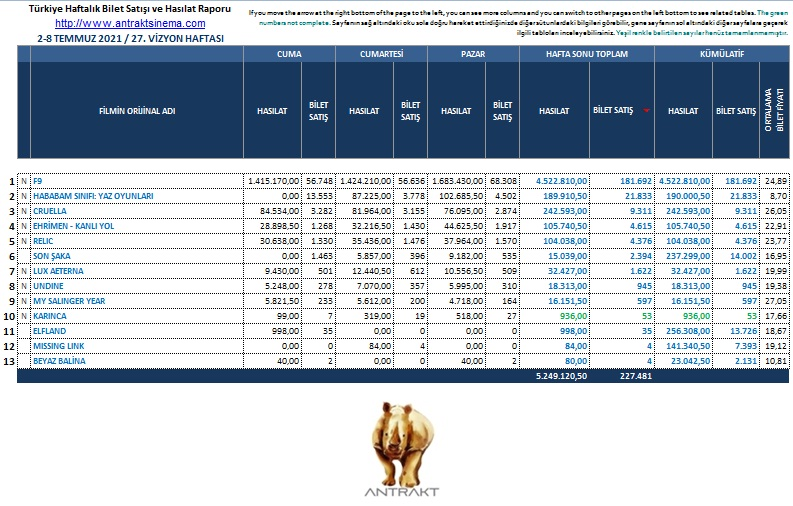 Türkiye Haftalık Bilet Satışı ve Hasılat Raporu
http://www.antraktsinema.com
2-8 TEMMUZ 2021 / 27. VİZYON HAFTASI
If you move the arrow at the right bottom of the page to the left, you can see more columns and you can switch to other pages on the left bottom to see related tables. The green
numbers not complete. Sayfanın sağ altındaki oku sola doğru hareket ettirdiğinizde diğer sütunlardaki bilgileri görebilir, gene sayfanın sol altındaki diğer sayfalara geçerek
ilgili tabloları inceleyebilirsiniz. Yeşil renkle belirtilen sayılar henüz tamamlanmamıştır.
CUMA CUMARTESİ PAZAR HAFTA SONU TOPLAM KÜMÜLATİF
FİLMİN ORİJİNAL ADI HASILAT BİLET SATIŞ HASILAT BİLET SATIŞ HASILAT BİLET SATIŞ HASILAT BİLET SATIŞ HASILAT BİLET SATIŞ ORTALAMA BİLET FİYATI
1 N F9 1.415.170,00 56.748 1.424.210,00 56.636 1.683.430,00 68.308 4.522.810,00 181.692 4.522.810,00 181.692 24,89
2 N HABABAM SINIFI: YAZ OYUNLARI 0,00 13.553 87.225,00 3.778 102.685,50 4.502 189.910,50 21.833 190.000,50 21.833 8,70
3 N CRUELLA 84.534,00 3.282 81.964,00 3.155 76.095,00 2.874 242.593,00 9.311 242.593,00 9.311 26,05
4 N EHRİMEN - KANLI YOL 28.898,50 1.268 32.216,50 1.430 44.625,50 1.917 105.740,50 4.615 105.740,50 4.615 22,91
5 N RELIC 30.638,00 1.330 35.436,00 1.476 37.964,00 1.570 104.038,00 4.376 104.038,00 4.376 23,77
6 N SON ŞAKA 0,00 1.463 5.857,00 396 9.182,00 535 15.039,00 2.394 237.299,00 14.002 16,95
7 N LUX AETERNA 9.430,00 501 12.440,50 612 10.556,50 509 32.427,00 1.622 32.427,00 1.622 19,99
8 N UNDINE 5.248,00 278 7.070,00 357 5.995,00 310 18.313,00 945 18.313,00 945 19,38
9 N MY SALINGER YEAR 5.821,50 233 5.612,00 200 4.718,00 164 16.151,50 597 16.151,50 597 27,05
10 N KARINCA 99,00 7 319,00 19 518,00 27 936,00 53 936,00 53 17,66
11 ELFLAND 998,00 35 0,00 0 0,00 0 998,00 35 256.308,00 13.726 18,67
12 MISSING LINK 0,00 0 84,00 4 0,00 0 84,00 4 141.340,50 7.393 19,12
13 BEYAZ BALİNA 40,00 2 0,00 0 40,00 2 80,00 4 23.042,50 2.131 10,81
5.249.120,50 227.481
ANTRAKT